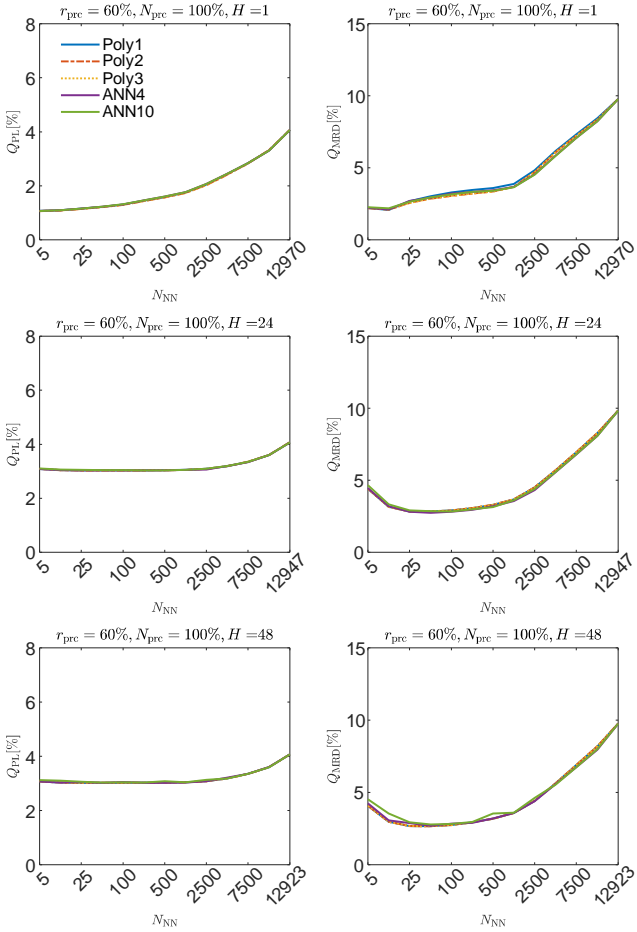 r_prc = 60%, N_prc = 100%, H =1
8
6
4
2
0
Q_PL[%]
Poly1
Poly2
Poly3
ANN4
ANN10
5 25 100 500 2500 7500 12970
N_NN
r_prc = 60%, N_prc = 100%, H =1
15
10
5
0
Q_MRD[%]
5 25 100 500 2500 7500 12970
N_NN
r_prc = 60%, N_prc = 100%, H =24
8
6
4
2
0
Q_PL[%]
5 25 100 500 2500 7500 12947
N_NN
r_prc = 60%, N_prc = 100%, H =24
15
10
5
0
Q_MRD[%]
5 25 100 500 2500 7500 12947
N_NN
r_prc = 60%, N_prc = 100%, H =48
8
6
4
2
0
Q_PL[%]
5 25 100 500 2500 7500 12923
N_NN
r_prc = 60%, N_prc = 100%, H =48
15
10
5
0
Q_MRD[%]
5 25 100 500 2500 7500 12923
N_NN